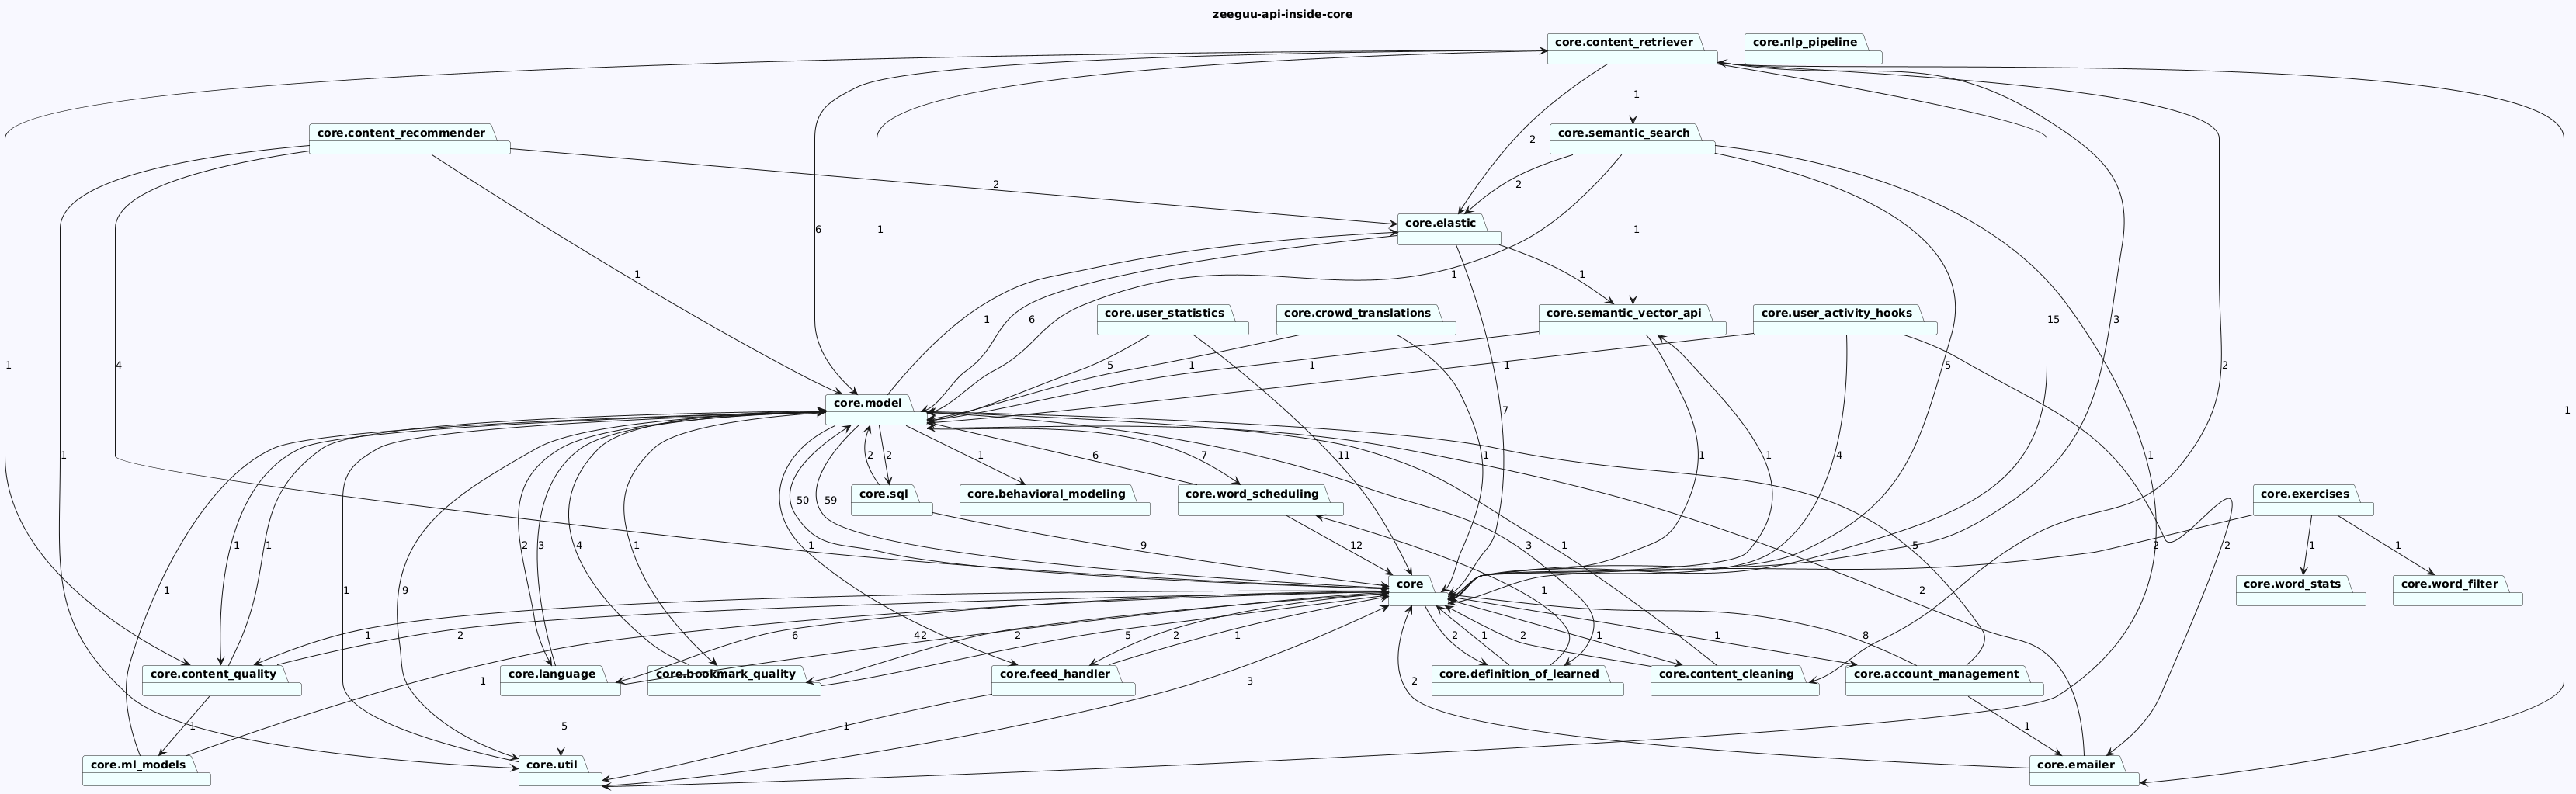 zeeguu-api-inside-core
core.content_retriever
core.nlp_pipeline
1
core.content_recommender
core.semantic_search
2
2
2
core.elastic
6
1
1
1
1
1
core.user_statistics
core.crowd_translations
core.semantic_vector_api
core.user_activity_hooks
1
6
15
3
1
4
5
1
1
1
5
2
core.model
1
7
1
2
2
1
6
7
11
1
1
1
4
1
core.sql
core.behavioral_modeling
core.word_scheduling
core.exercises
50
59
1
1
2
3
4
1
1
9
12
3
1
5
2
2
1
1
core
core.word_stats
core.word_filter
1
1
9
1
2
1
2
6
42
2
5
2
1
2
1
2
1
1
8
core.content_quality
core.language
core.bookmark_quality
core.feed_handler
core.definition_of_learned
core.content_cleaning
core.account_management
1
1
5
1
3
2
1
core.ml_models
core.util
core.emailer